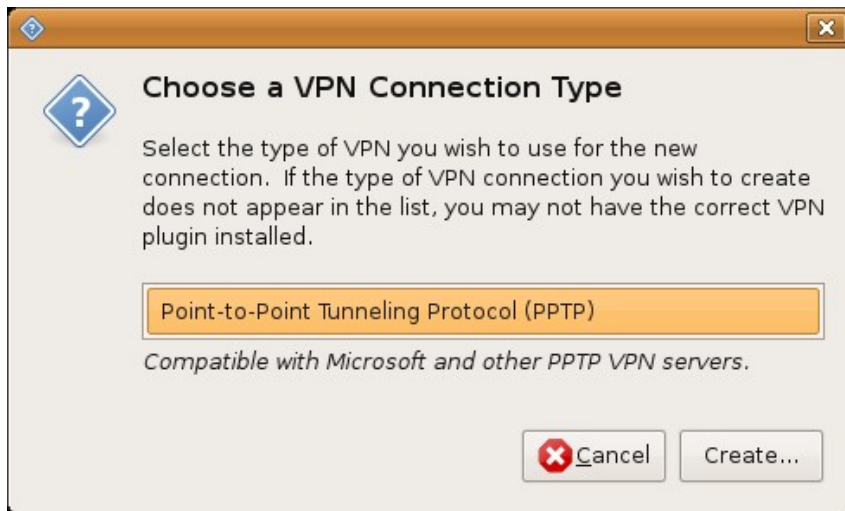 Choose a VPN Connection Type
Select the type of VPN you wish to use for the new
connection. If the type of VPN connection you wish to create
does not appear in the list, you may not have the correct VPN
plugin installed.
Point-to-Point Tunneling Protocol (PPTP)
Compatible with Microsoft and other PPTP VPN servers.
Cancel
Create...